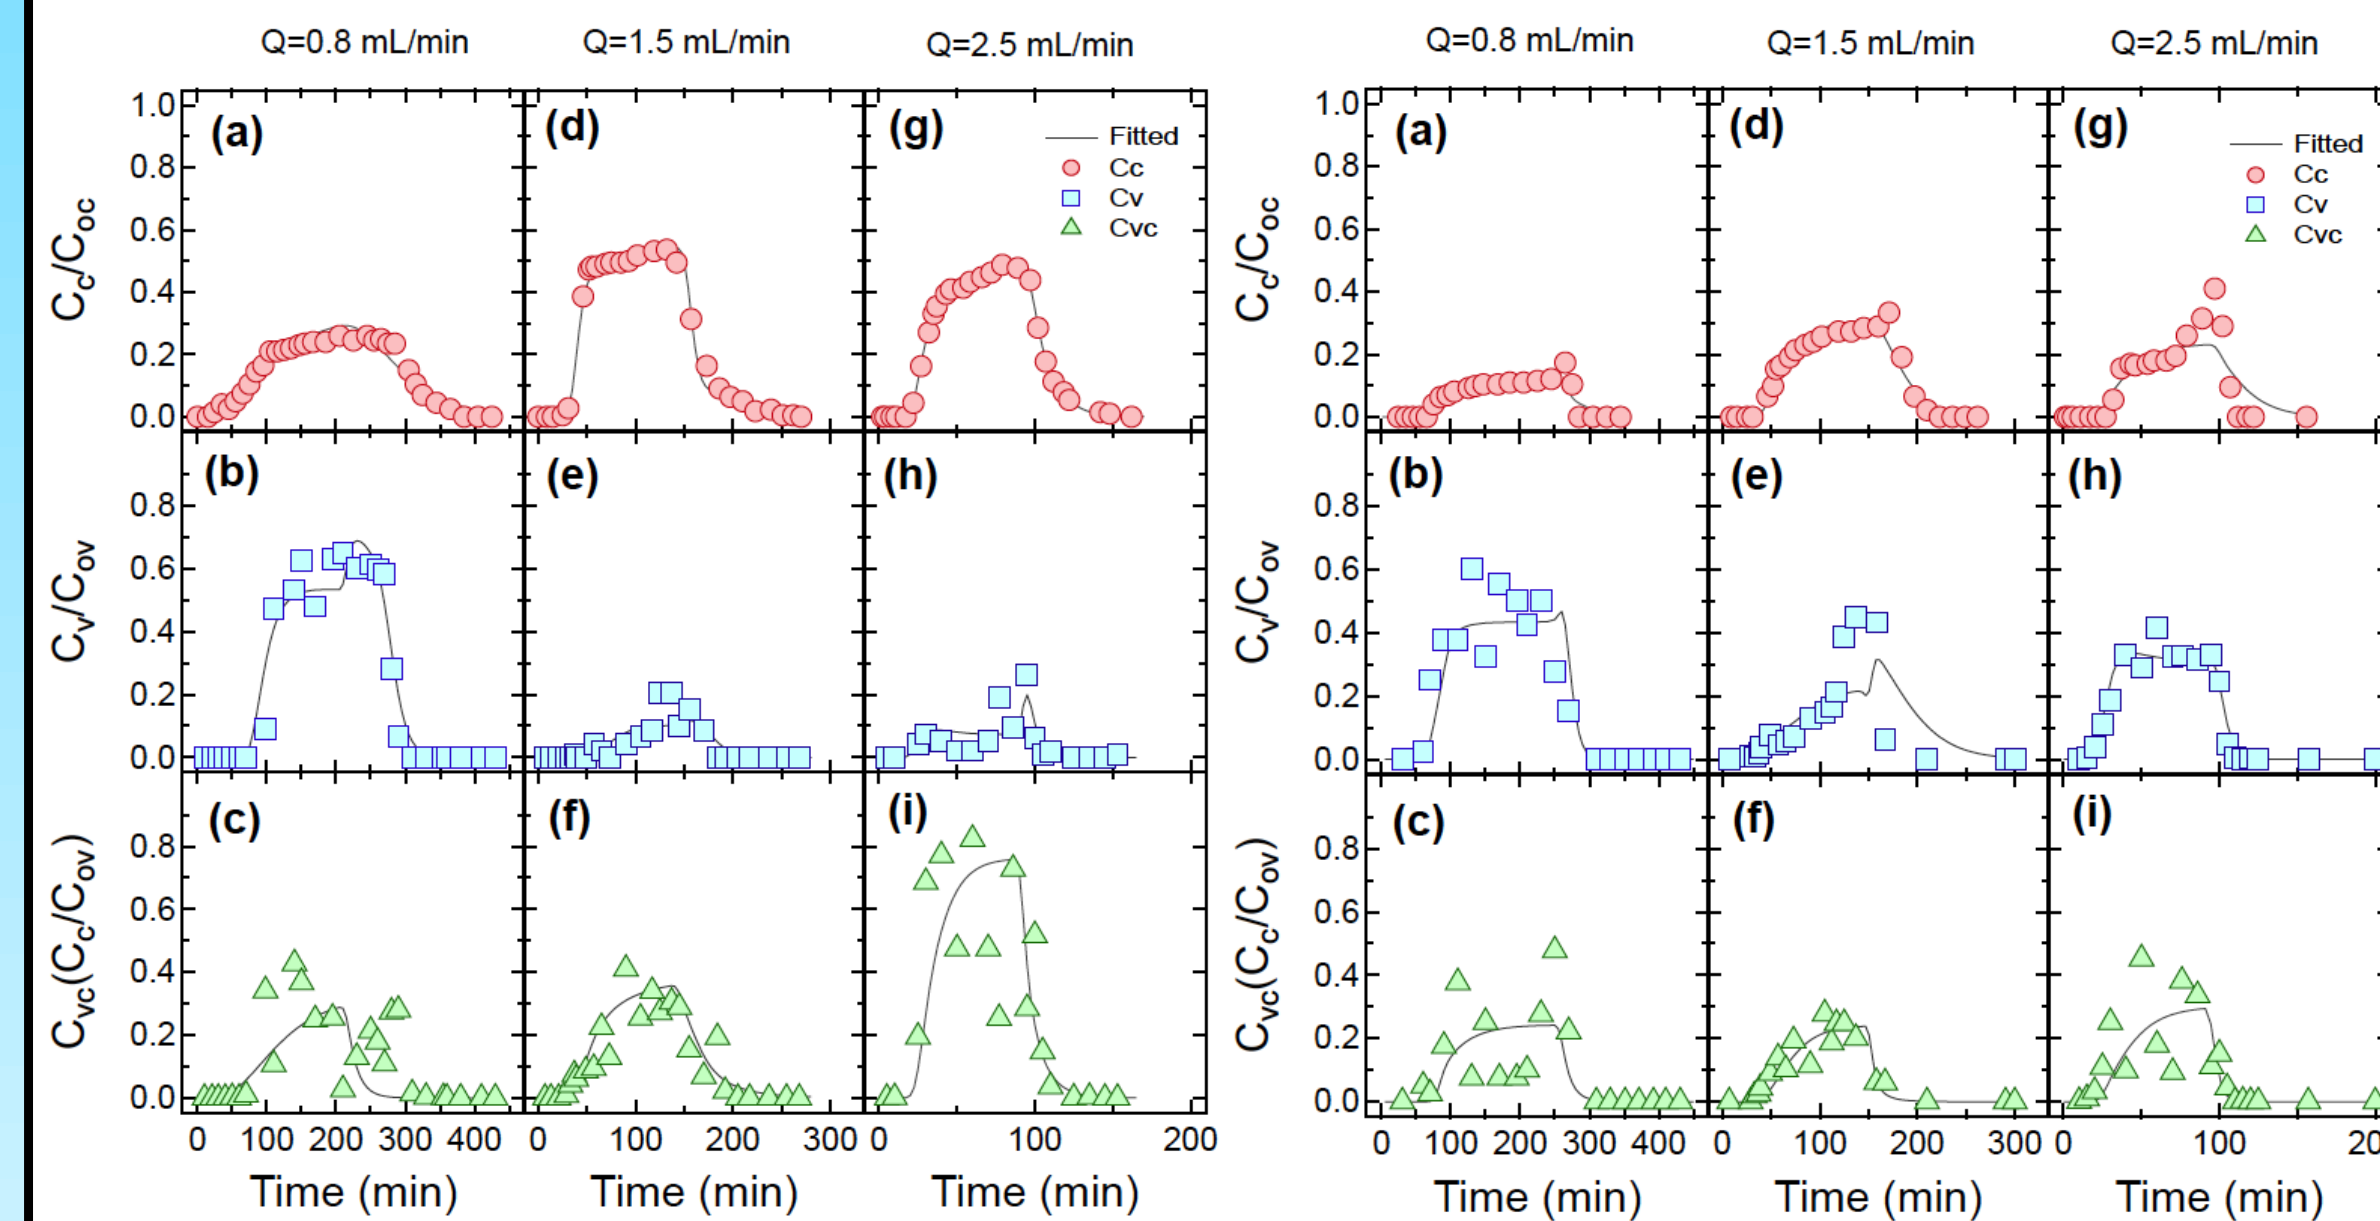 Q=0.8 mL/min Q=1.5 mL/min Q=2.5 mL/min
1.0 (a) (d) (g)
Fitted
0.8 Cc
Cv
0.6 Cvc
Cc/Coc
0.4
0.2
0.0
(b) (e) (h)
0.8
0.6
Cv/Cov
0.4
0.2
0.0
(c) (f) (i)
0.8
0.6
Cvc(Cc/Cov)
0.4
0.2
0.0
0 100 200 300 400 0 100 200 300 0 100 200
Time (min) Time (min) Time (min)
Q=0.8 mL/min Q=1.5 mL/min Q=2.5 mL/min
1.0 (a) (d) (g)
Fitted
0.8 Cc
Cv
0.6 Cvc
Cc/Coc
0.4
0.2
0.0
(b) (e) (h)
0.8
0.6
Cv/Cov
0.4
0.2
0.0
(c) (f) (i)
0.8
0.6
Cvc(Cc/Cov)
0.4
0.2
0.0
0 100 200 300 400 0 100 200 300 0 100
Time (min) Time (min) Time (min)